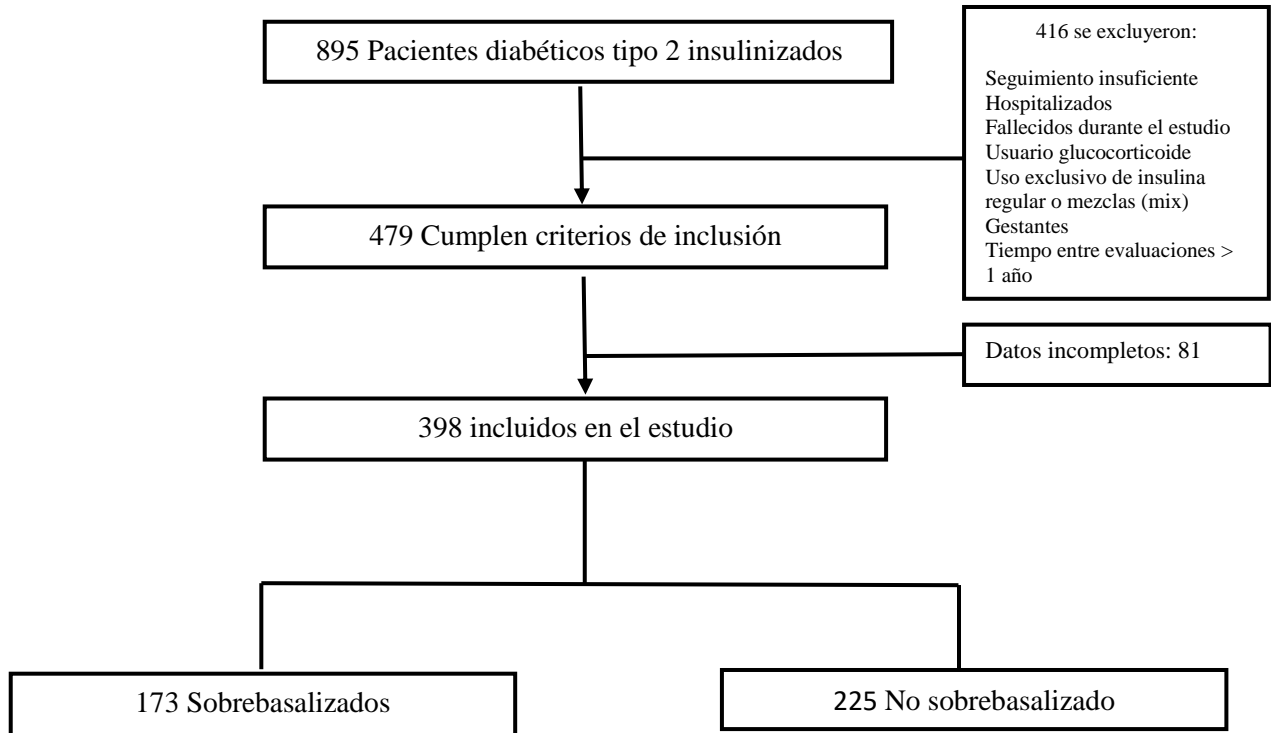 895 Pacientes diabéticos tipo 2 insulinizados
416 se excluyeron:
Seguimiento insuficiente
Hospitalizados
Fallecidos durante el estudio
Usuario glucocorticoide
Uso exclusivo de insulina
regular o mezclas (mix)
Gestantes
Tiempo entre evaluaciones >
1 año
479 Cumplen criterios de inclusión
Datos incompletos: 81
398 incluidos en el estudio
173 Sobrebasalizados
225 No sobrebasalizado